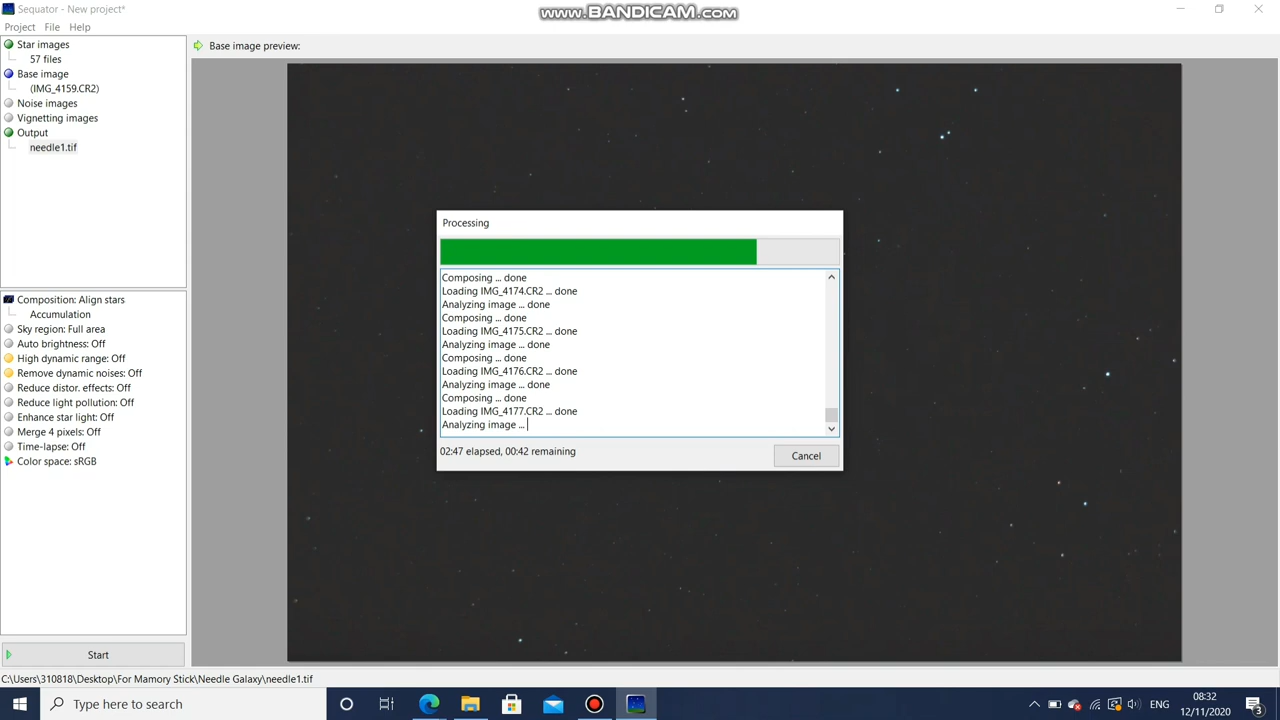 Sequator - New project*
www.BANDICAM.com
Project File Help
Star images
57 files
Base image
(IMG_4159.CR2)
Noise images
Vignetting images
Output
needle1.tif
Base image preview:
Processing
Composing ... done
Loading IMG_4174.CR2 ... done
Analyzing image ... done
Composing ... done
Loading IMG_4175.CR2 ... done
Analyzing image ... done
Composing ... done
Loading IMG_4176.CR2 ... done
Analyzing image ... done
Composing ... done
Loading IMG_4177.CR2 ... done
Analyzing image ...
02:47 elapsed, 00:42 remaining
Cancel
Composition: Align stars
Accumulation
Sky region: Full area
Auto brightness: Off
High dynamic range: Off
Remove dynamic noises: Off
Reduce distor. effects: Off
Reduce light pollution: Off
Enhance star light: Off
Merge 4 pixels: Off
Time-lapse: Off
Color space: sRGB
Start
C:\Users\310818\Desktop\For Mamory Stick\Needle Galaxy\needle1.tif
Type here to search
ENG
08:32
12/11/2020
3